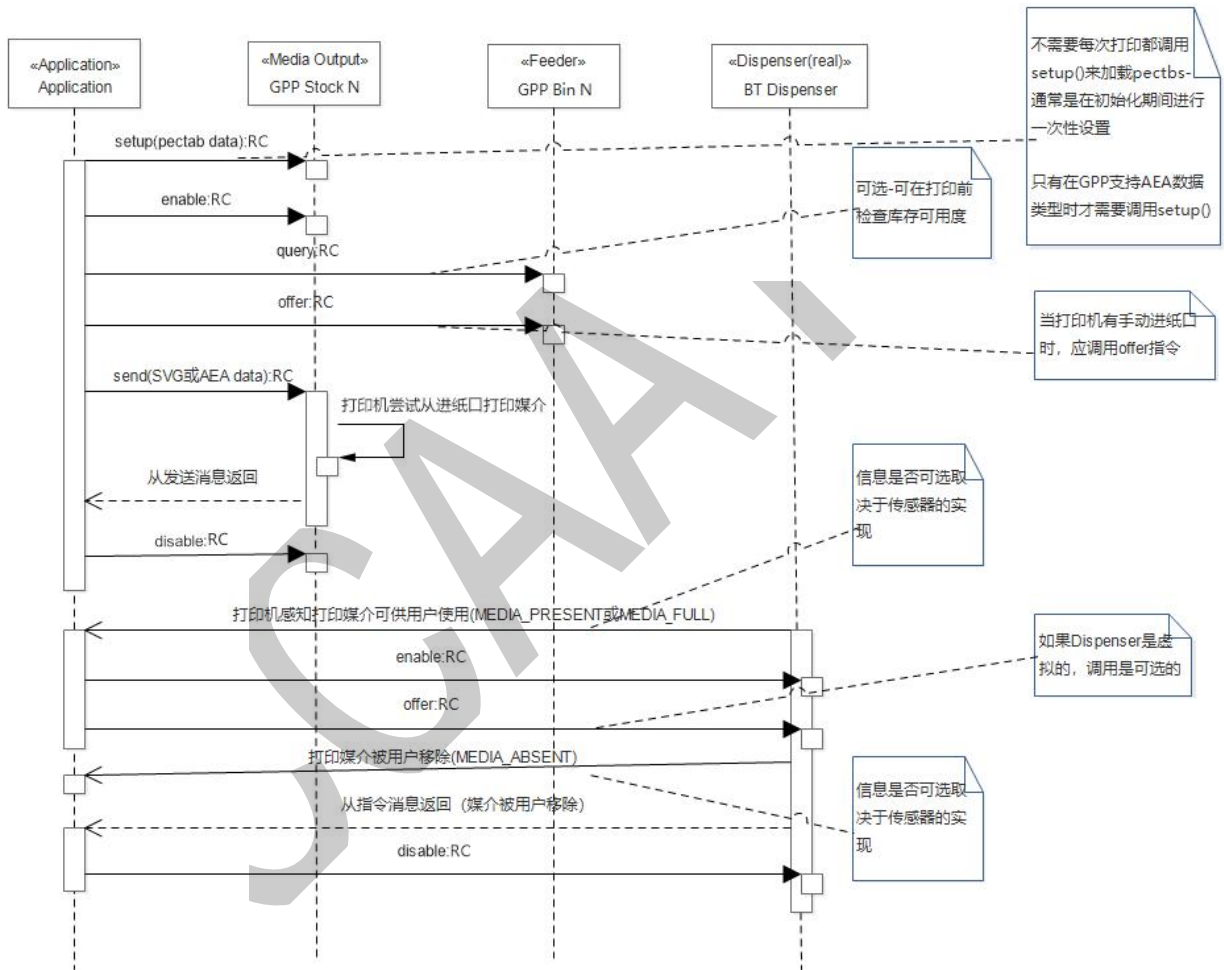 «Application»
Application
«Media Output»
GPP Stock N
«Feeder»
GPP Bin N
«Dispenser(real)»
BT Dispenser
不需要每次打印都调用
setup()来加载pectbs-
通常是在初始化期间进行
一次性设置
只有在GPP支持AEA数据
类型时才需要调用setup()
setup(pectab data):RC
enable:RC
可选-可在打印前
检查库存可用度
query:RC
offer:RC
当打印机有手动进纸口
时，应调用offer指令
send(SVG或AEA data):RC
打印机尝试从进纸口打印媒介
从发送消息返回
信息是否可选取
决于传感器的实
现
disable:RC
打印机感知打印媒介可供用户使用(MEDIA_PRESENT或MEDIA_FULL)
enable:RC
如果Dispenser是虚
拟的，调用是可选的
offer:RC
打印媒介被用户移除(MEDIA_ABSENT)
信息是否可选取
决于传感器的实
现
从指令消息返回（媒介被用户移除）
disable:RC